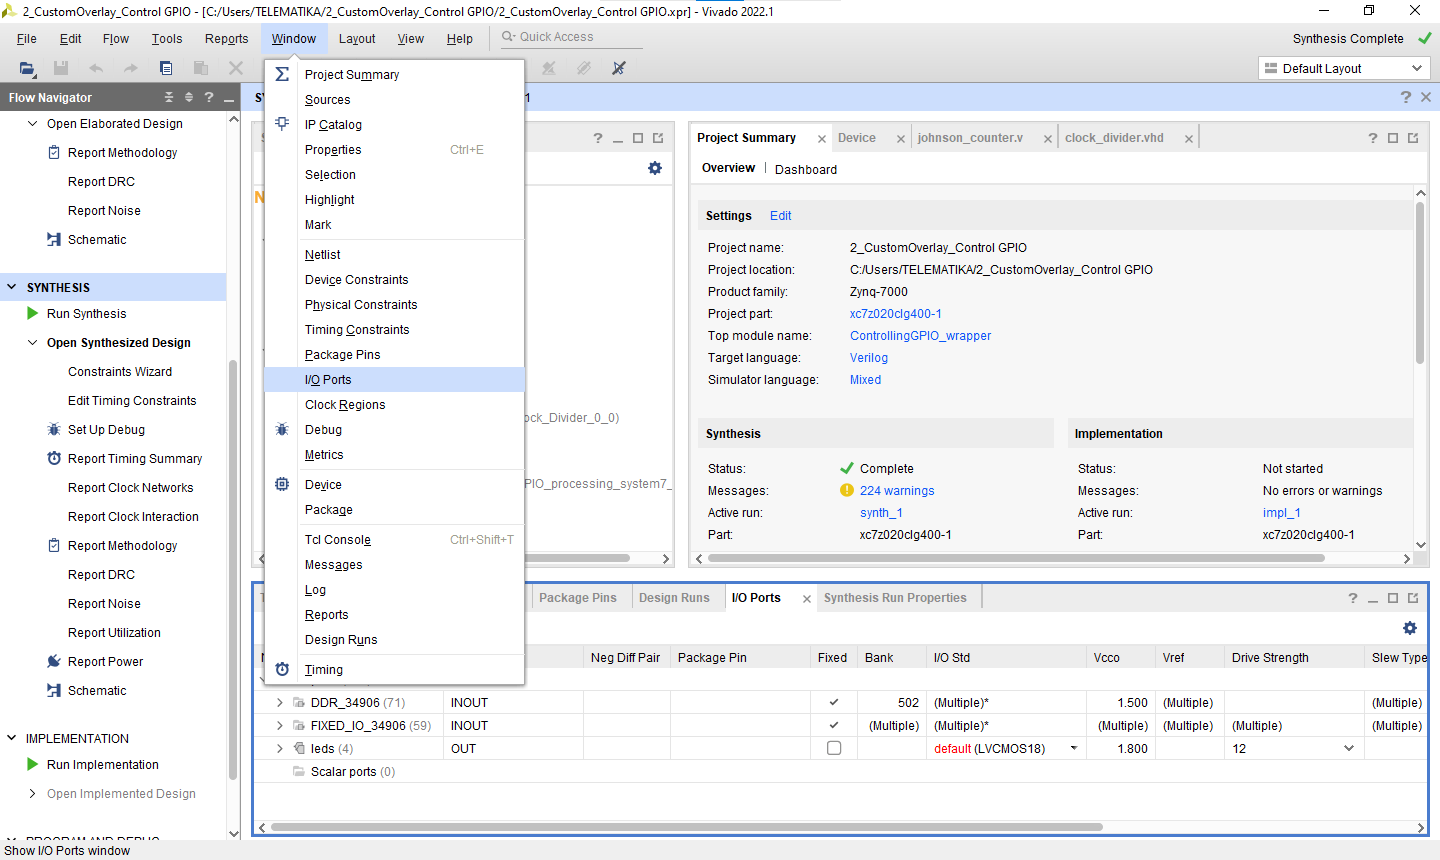 2_CustomOverlay_Control GPIO - [C:/Users/TELEMATIKA/2_CustomOverlay_Control GPIO/2_CustomOverlay_Control GPIO.xpr] - Vivado 2022.1
File Edit Flow Tools Reports Window Layout View Help Quick Access Synthesis Complete
Default Layout
Flow Navigator ?
Open Elaborated Design
Report Methodology
Report DRC
Report Noise
Schematic
SYNTHESIS
Run Synthesis
Open Synthesized Design
Constraints Wizard
Edit Timing Constraints
Set Up Debug
Report Timing Summary
Report Clock Networks
Report Clock Interaction
Report Methodology
Report DRC
Report Noise
Report Utilization
Report Power
Schematic
IMPLEMENTATION
Run Implementation
Open Implemented Design
PROGRAM AND DEBUG
Project Summary
Sources
IP Catalog
Properties Ctrl+E
Selection
Highlight
Mark
Netlist
Device Constraints
Physical Constraints
Timing Constraints
Package Pins
I/O Ports
Clock Regions
Debug
Metrics
Device
Package
Tcl Console Ctrl+Shift+T
Messages
Log
Reports
Design Runs
Timing
1 ?
?
ock_Divider_0_0)
PIO_processing_system7_
Project Summary Device johnson_counter.v clock_divider.vhd ?
Overview Dashboard
Settings Edit
Project name: 2_CustomOverlay_Control GPIO
Project location: C:/Users/TELEMATIKA/2_CustomOverlay_Control GPIO
Product family: Zynq-7000
Project part: xc7z020clg400-1
Top module name: ControllingGPIO_wrapper
Target language: Verilog
Simulator language: Mixed
Synthesis
Status: Complete
Messages: 224 warnings
Active run: synth_1
Part: xc7z020clg400-1
Implementation
Status: Not started
Messages: No errors or warnings
Active run: impl_1
Part: xc7z020clg400-1
Package Pins Design Runs I/O Ports Synthesis Run Properties ?
Neg Diff Pair Package Pin Fixed Bank I/O Std Vcco Vref Drive Strength Slew Type
DDR_34906 (71) INOUT 502 (Multiple)* 1.500 (Multiple) (Multiple)
FIXED_IO_34906 (59) INOUT (Multiple) (Multiple)* (Multiple) (Multiple) (Multiple) (Multiple)
leds (4) OUT default (LVCMOS18) 1.800 12
Scalar ports (0)
Show I/O Ports window